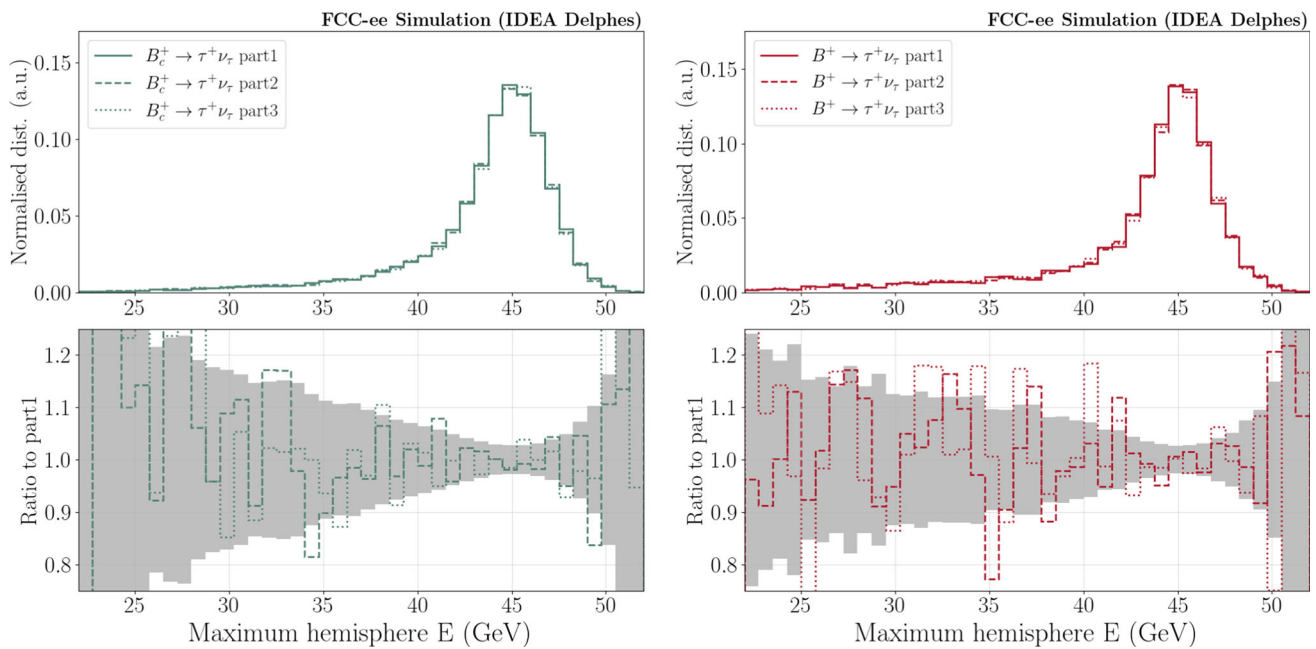 FCC-ee Simulation (IDEA Delphes)
Normalised dist. (a.u.)
0.15
0.10
0.05
0.00
B_c^+ → τ^+ν_τ part1
B_c^+ → τ^+ν_τ part2
B_c^+ → τ^+ν_τ part3
25 30 35 40 45 50
Ratio to part1
1.2
1.1
1.0
0.9
0.8
25 30 35 40 45 50
Maximum hemisphere E (GeV)
FCC-ee Simulation (IDEA Delphes)
Normalised dist. (a.u.)
0.15
0.10
0.05
0.00
B^+ → τ^+ν_τ part1
B^+ → τ^+ν_τ part2
B^+ → τ^+ν_τ part3
25 30 35 40 45 50
Ratio to part1
1.2
1.1
1.0
0.9
0.8
25 30 35 40 45 50
Maximum hemisphere E (GeV)